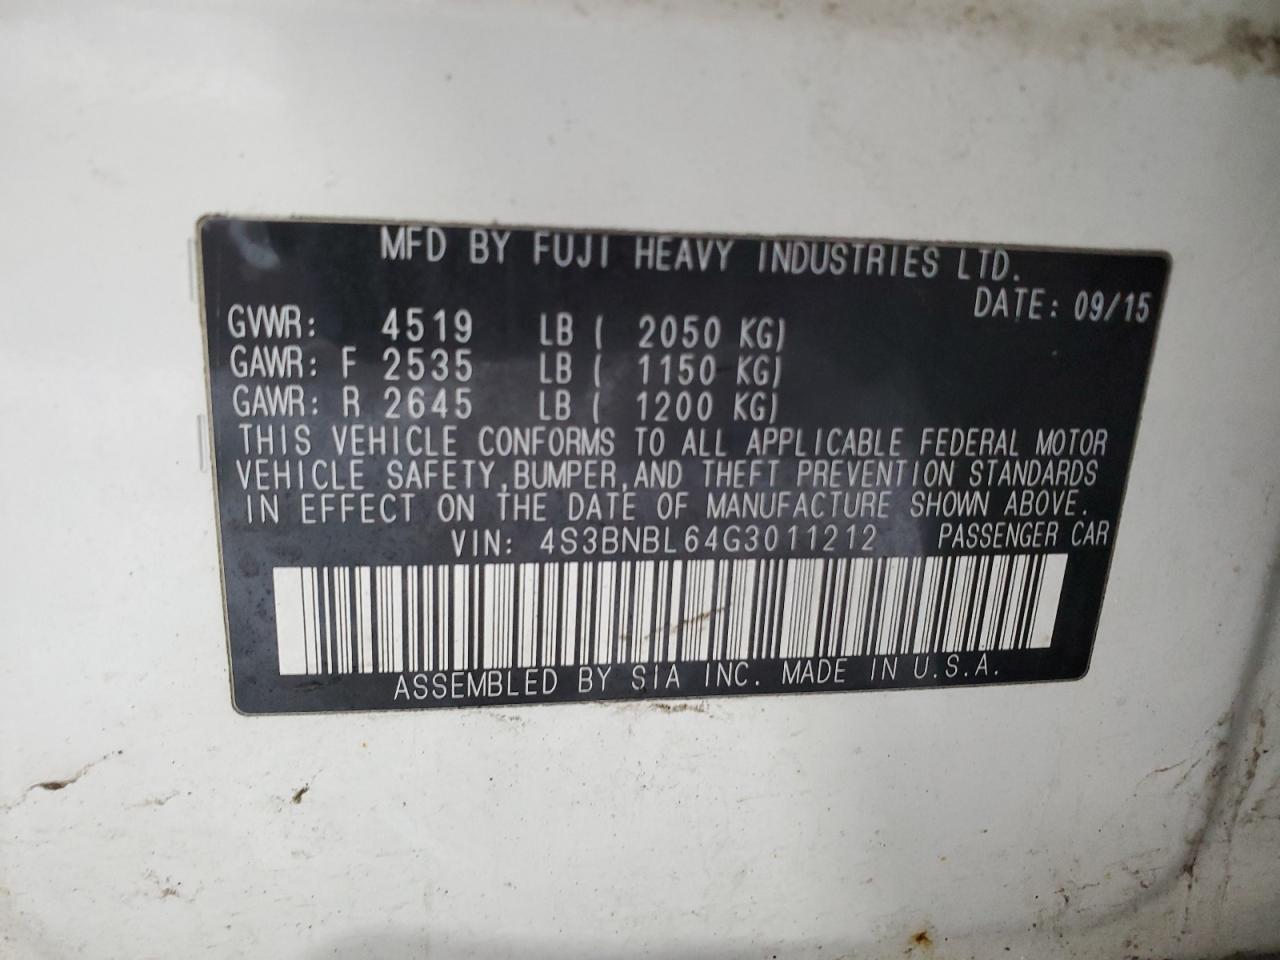 MFD BY FUJI HEAVY INDUSTRIES LTD.
DATE: 09/15
GVWR: 4519 LB ( 2050 KG)
GAWR: F 2535 LB ( 1150 KG)
GAWR: R 2645 LB ( 1200 KG)
THIS VEHICLE CONFORMS TO ALL APPLICABLE FEDERAL MOTOR
VEHICLE SAFETY, BUMPER, AND THEFT PREVENTION STANDARDS
IN EFFECT ON THE DATE OF MANUFACTURE SHOWN ABOVE.
VIN: 4S3BNBL64G3011212 PASSENGER CAR
ASSEMBLED BY SIA INC. MADE IN U.S.A.